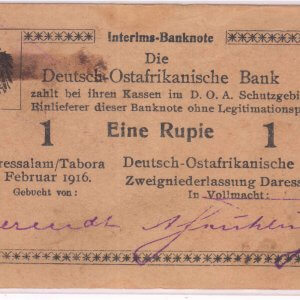 Interims-Banknote
Die
Deutsch-Ostafrikanische Bank
zahlt bei ihren Kassen im D. O. A. Schutzgebi
Einlieferer dieser Banknote ohne Legitimationsp
1 Eine Rupie 1
ressalam/Tabora Deutsch-Ostafrikanische
Februar 1916. Zweigniederlassung Daress
Gebucht von: In Vollmacht: